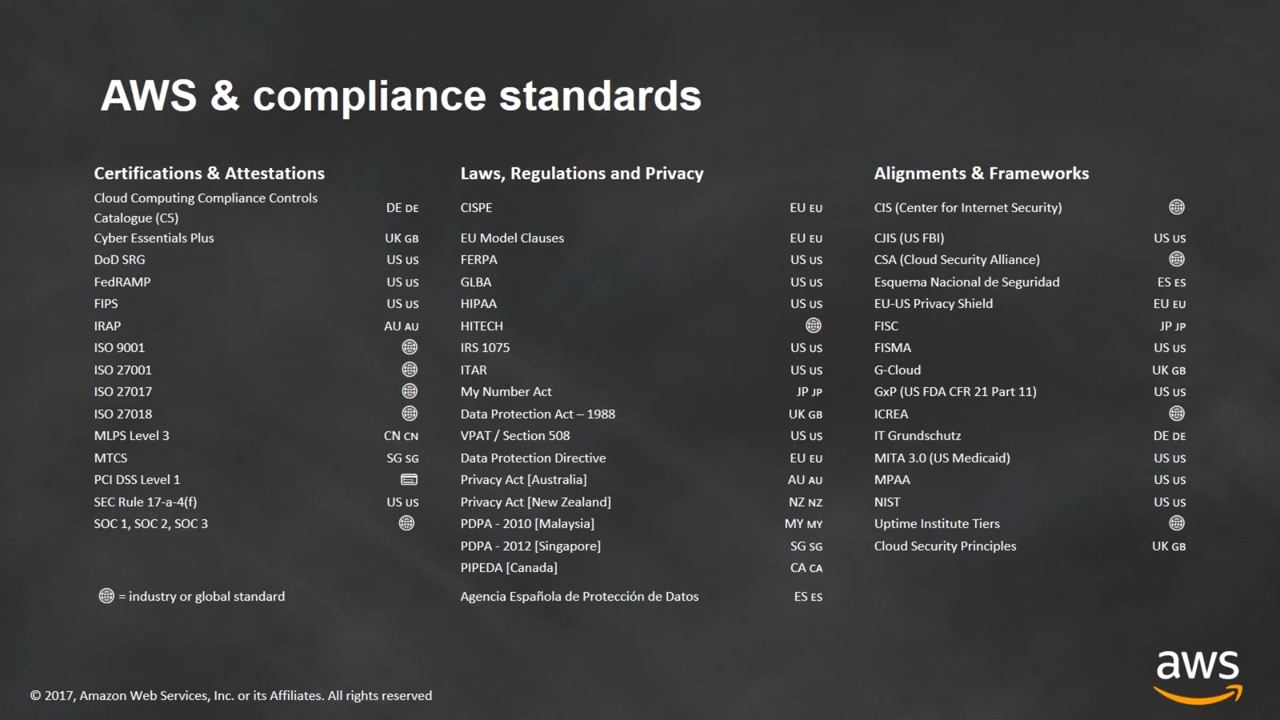 AWS & compliance standards
Certifications & Attestations
Cloud Computing Compliance Controls
Catalogue (C5) DE DE
Cyber Essentials Plus UK GB
DoD SRG US US
FedRAMP US US
FIPS US US
IRAP AU AU
ISO 9001
ISO 27001
ISO 27017
ISO 27018
MLPS Level 3 CN CN
MTCS SG SG
PCI DSS Level 1
SEC Rule 17-a-4(f) US US
SOC 1, SOC 2, SOC 3
= industry or global standard
Laws, Regulations and Privacy
CISPE EU EU
EU Model Clauses EU EU
FERPA US US
GLBA US US
HIPAA US US
HITECH
IRS 1075 US US
ITAR US US
My Number Act JP JP
Data Protection Act – 1988 UK GB
VPAT / Section 508 US US
Data Protection Directive EU EU
Privacy Act [Australia] AU AU
Privacy Act [New Zealand] NZ NZ
PDPA - 2010 [Malaysia] MY MY
PDPA - 2012 [Singapore] SG SG
PIPEDA [Canada] CA CA
Agencia Española de Protección de Datos ES ES
Alignments & Frameworks
CIS (Center for Internet Security)
CJIS (US FBI) US US
CSA (Cloud Security Alliance)
Esquema Nacional de Seguridad ES ES
EU-US Privacy Shield EU EU
FISC JP JP
FISMA US US
G-Cloud UK GB
GxP (US FDA CFR 21 Part 11) US US
ICREA
IT Grundschutz DE DE
MITA 3.0 (US Medicaid) US US
MPAA US US
NIST US US
Uptime Institute Tiers
Cloud Security Principles UK GB
aws
© 2017, Amazon Web Services, Inc. or its Affiliates. All rights reserved